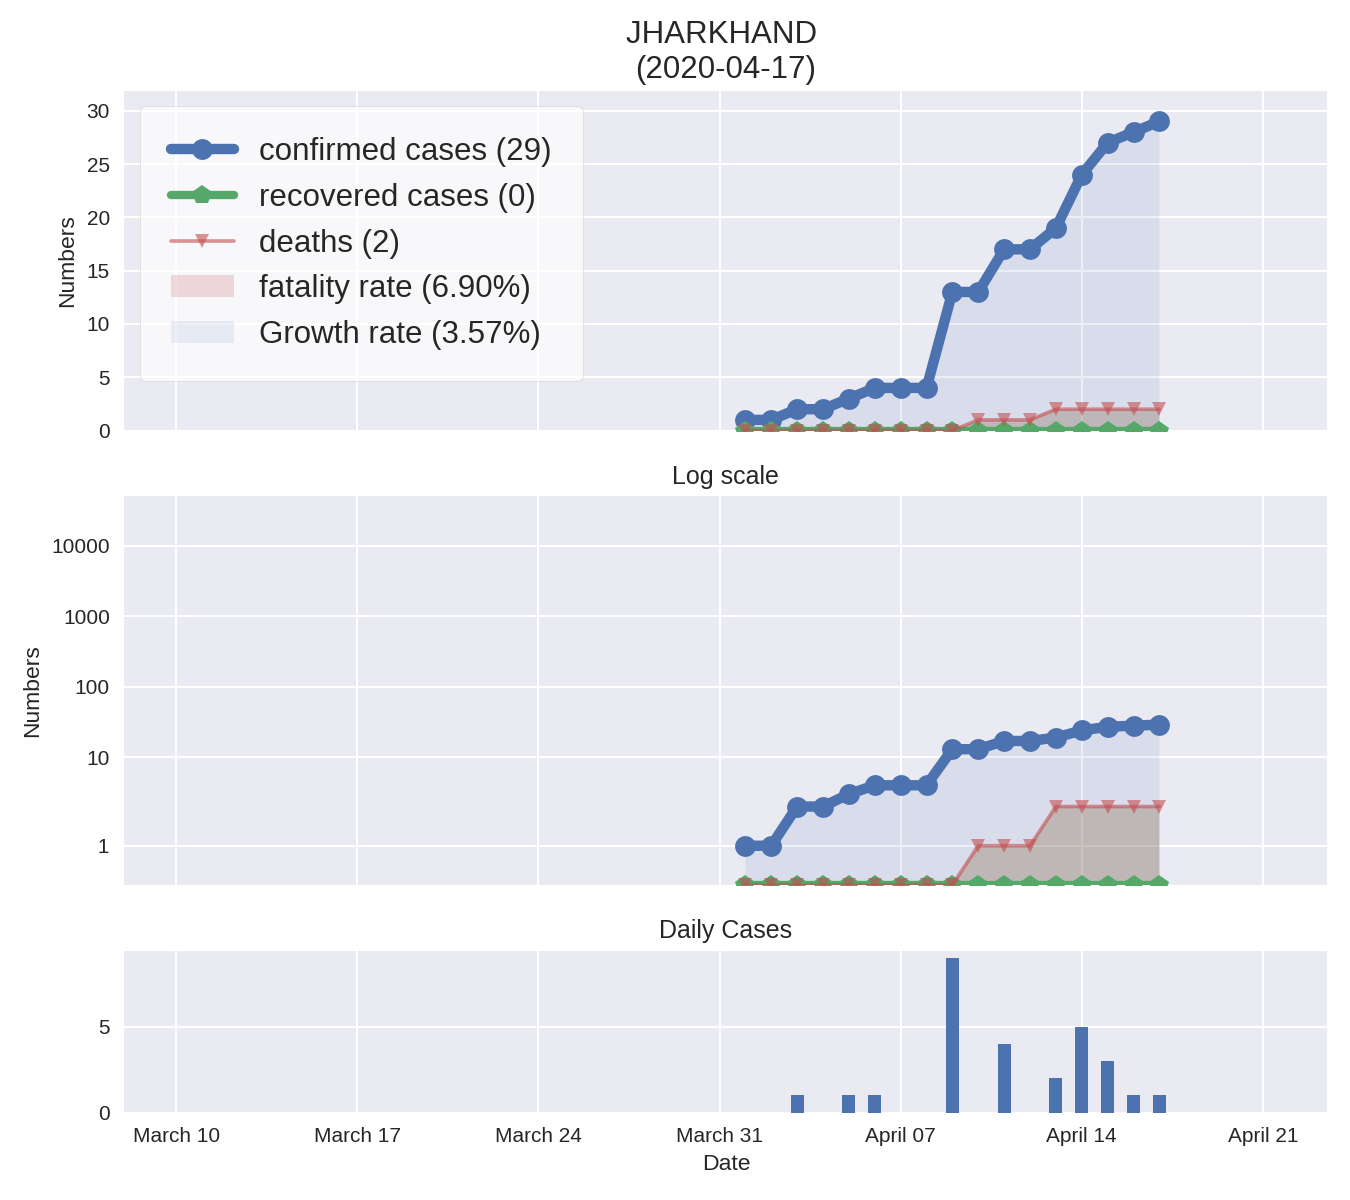 JHARKHAND
(2020-04-17)
30
25
20
15
10
5
0
Numbers
confirmed cases (29)
recovered cases (0)
deaths (2)
fatality rate (6.90%)
Growth rate (3.57%)
Log scale
10000
1000
100
10
1
Numbers
Daily Cases
5
0
March 10 March 17 March 24 March 31 April 07 April 14 April 21
Date